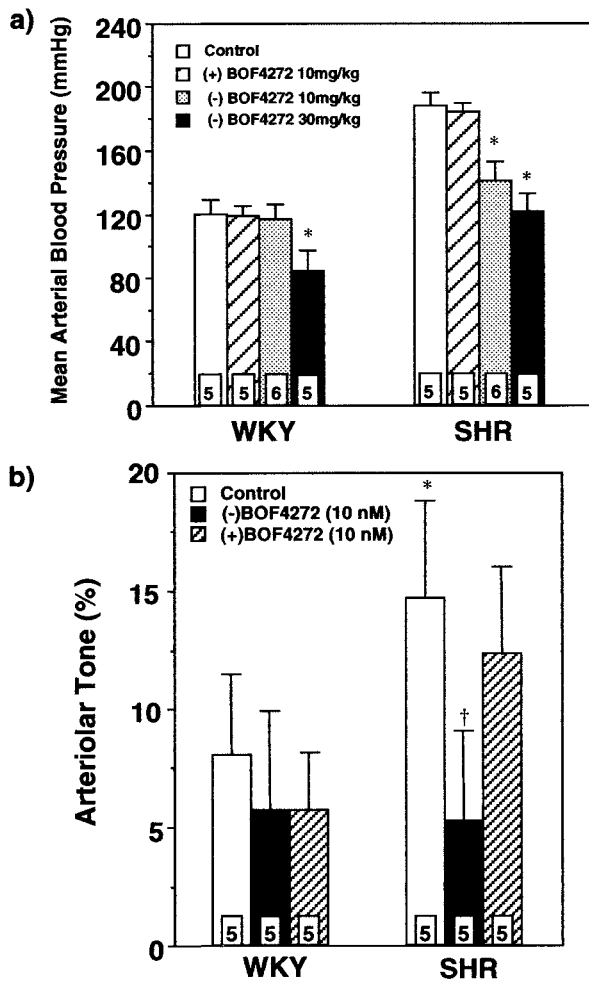 a)
Mean Arterial Blood Pressure (mmHg)
240
200
160
120
80
40
0
Control
(+) BOF4272 10mg/kg
(-) BOF4272 10mg/kg
(-) BOF4272 30mg/kg
*
*
*
5 5 6 5
5 5 6 5
WKY SHR
b)
Arteriolar Tone (%)
20
15
10
5
0
Control
(-)BOF4272 (10 nM)
(+)BOF4272 (10 nM)
*
†
5 5 5
5 5 5
WKY SHR